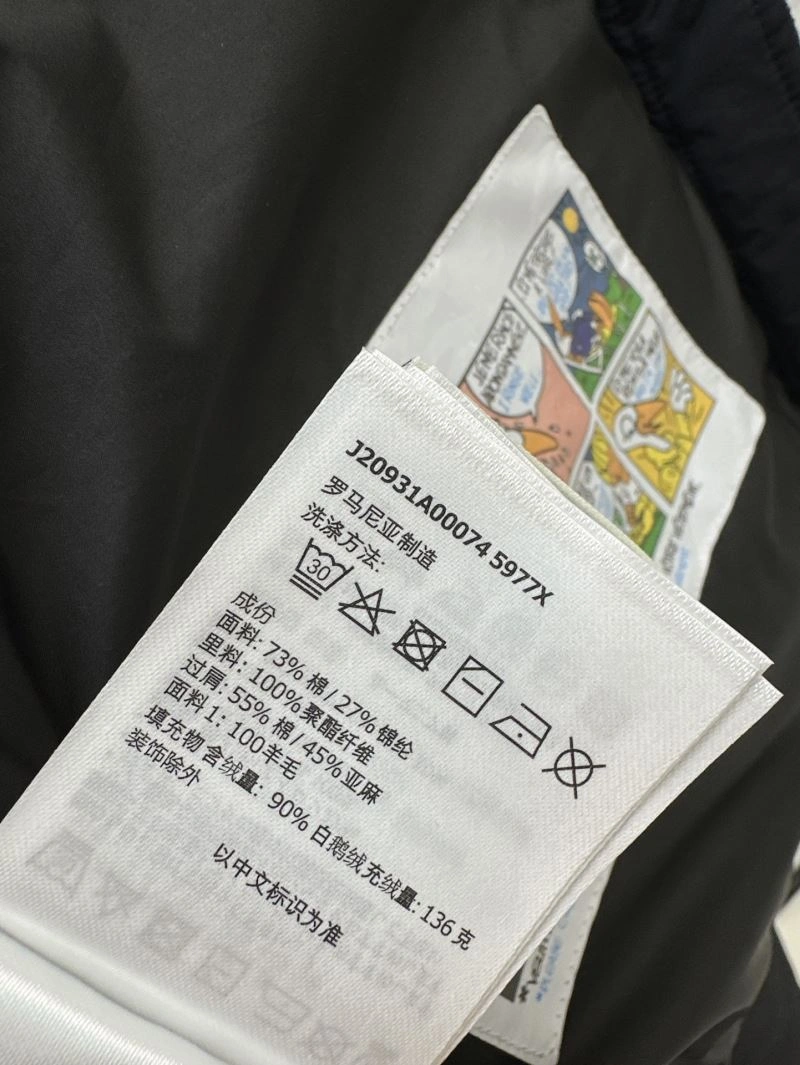 J20931A00074 5977X
罗马尼亚制造
洗涤方法:
30
成份
面料: 73% 棉 / 27% 锦纶
里料: 100% 聚酯纤维
过肩: 55% 棉 / 45% 亚麻
面料 1: 100羊毛
填充物 含绒量: 90% 白鹅绒充绒量: 136 克
装饰除外
以中文标识为准